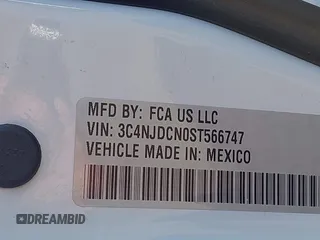 MFD BY: FCA US LLC
VIN: 3C4NJDCN0ST566747
VEHICLE MADE IN: MEXICO
DREAMBID